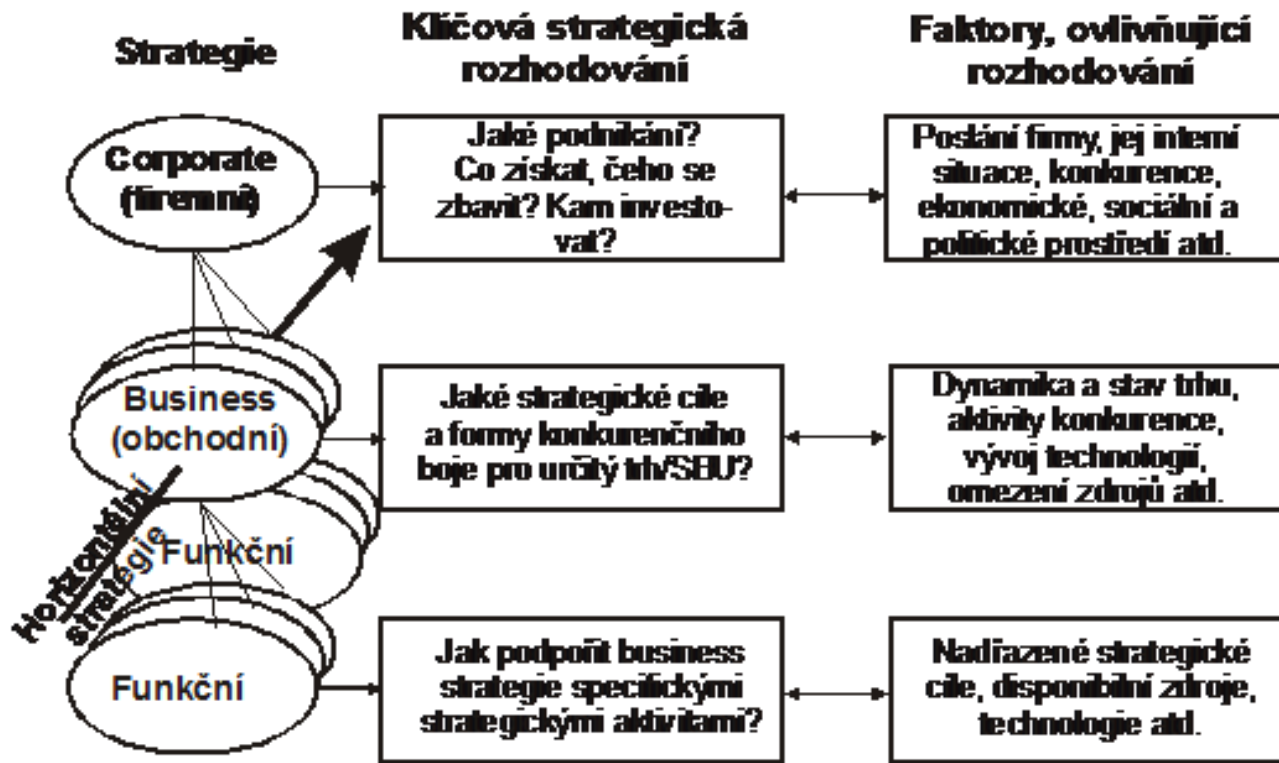 Strategie
Klíčová strategická
rozhodování
Faktory, ovlivňující
rozhodování
Corporate
(firemní)
Jaké podnikání?
Co získat, čeho se
zbavit? Kam investo-
vat?
Poslání firmy, jej interní
situace, konkurence,
ekonomické, sociální a
politické prostředí atd.
Business
(obchodní)
Jaké strategické cíle
a formy konkurenčního
boje pro určitý trh/SBU?
Dynamika a stav trhu,
aktivity konkurence,
vývoj technologií,
omezení zdrojů atd.
Horizontální
stratégie
Funkční
Funkční
Jak podpořit business
strategie specifickými
strategickými aktivitami?
Nadřazené strategické
cíle, disponibilní zdroje,
technologie atd.